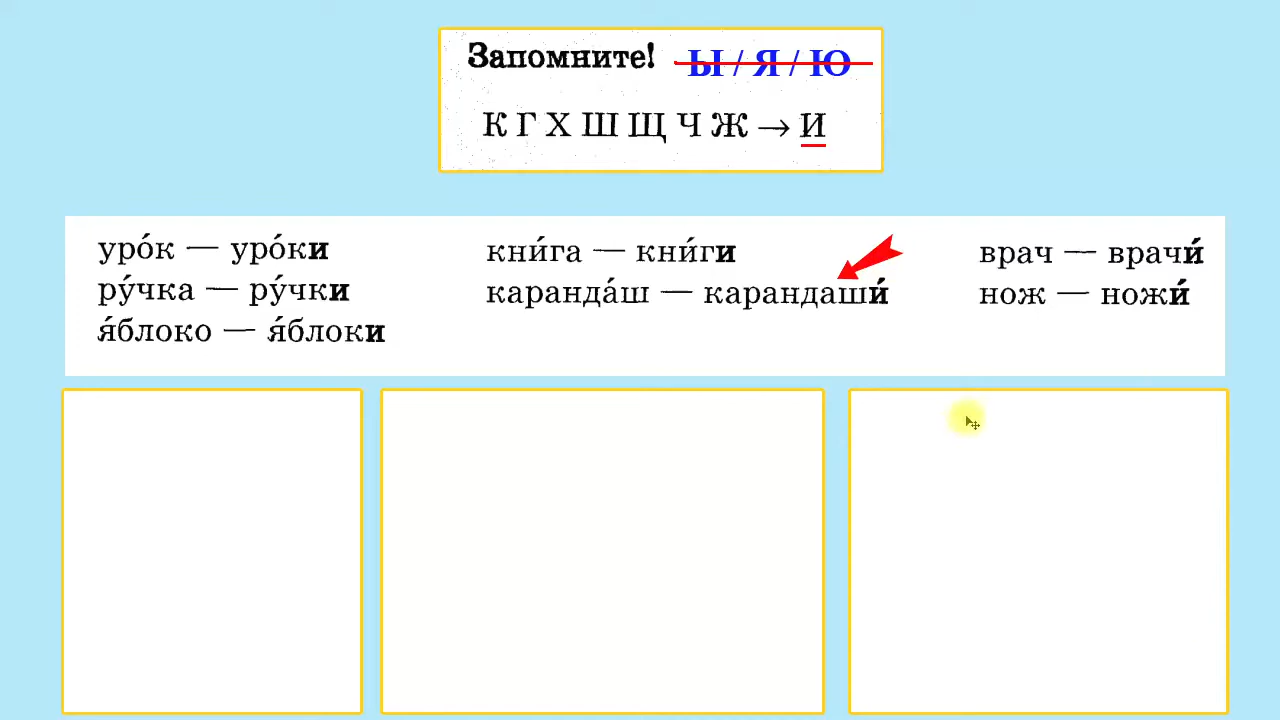 Запомните! Ы / Я / Ю
К Г Х Ш Щ Ч Ж → И
уро́к — уро́ки
ру́чка — ру́чки
я́блоко — я́блоки
кни́га — кни́ги
каранда́ш — карандаши́
врач — врачи́
нож — ножи́